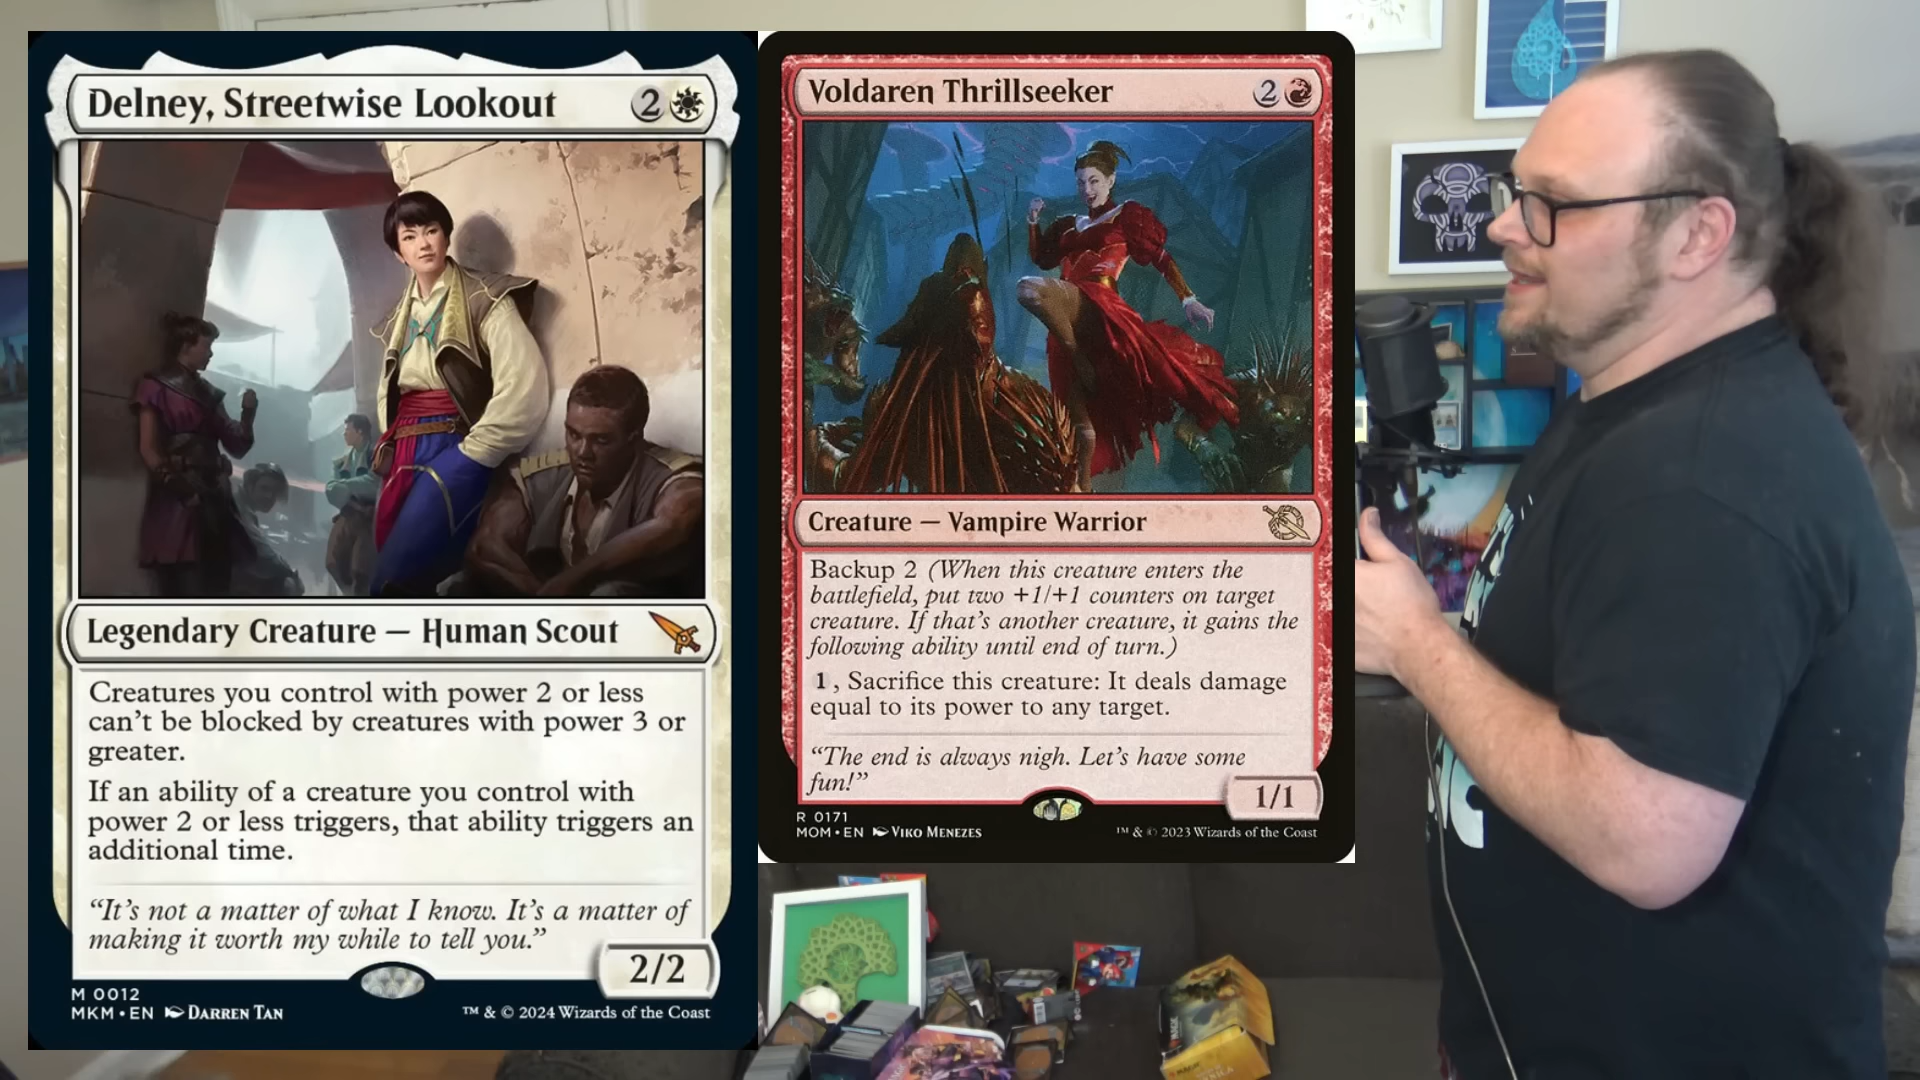 Delney, Streetwise Lookout 2
Legendary Creature — Human Scout
Creatures you control with power 2 or less
can't be blocked by creatures with power 3 or
greater.
If an ability of a creature you control with
power 2 or less triggers, that ability triggers an
additional time.
“It's not a matter of what I know. It's a matter of
making it worth my while to tell you.”
2/2
M 0012
MKM • EN DARREN TAN
™ & © 2024 Wizards of the Coast
Voldaren Thrillseeker 2
Creature — Vampire Warrior
Backup 2 (When this creature enters the
battlefield, put two +1/+1 counters on target
creature. If that's another creature, it gains the
following ability until end of turn.)
1, Sacrifice this creature: It deals damage
equal to its power to any target.
“The end is always nigh. Let's have some
fun!”
1/1
R 0171
MOM • EN VIKO MENEZES
™ & © 2023 Wizards of the Coast